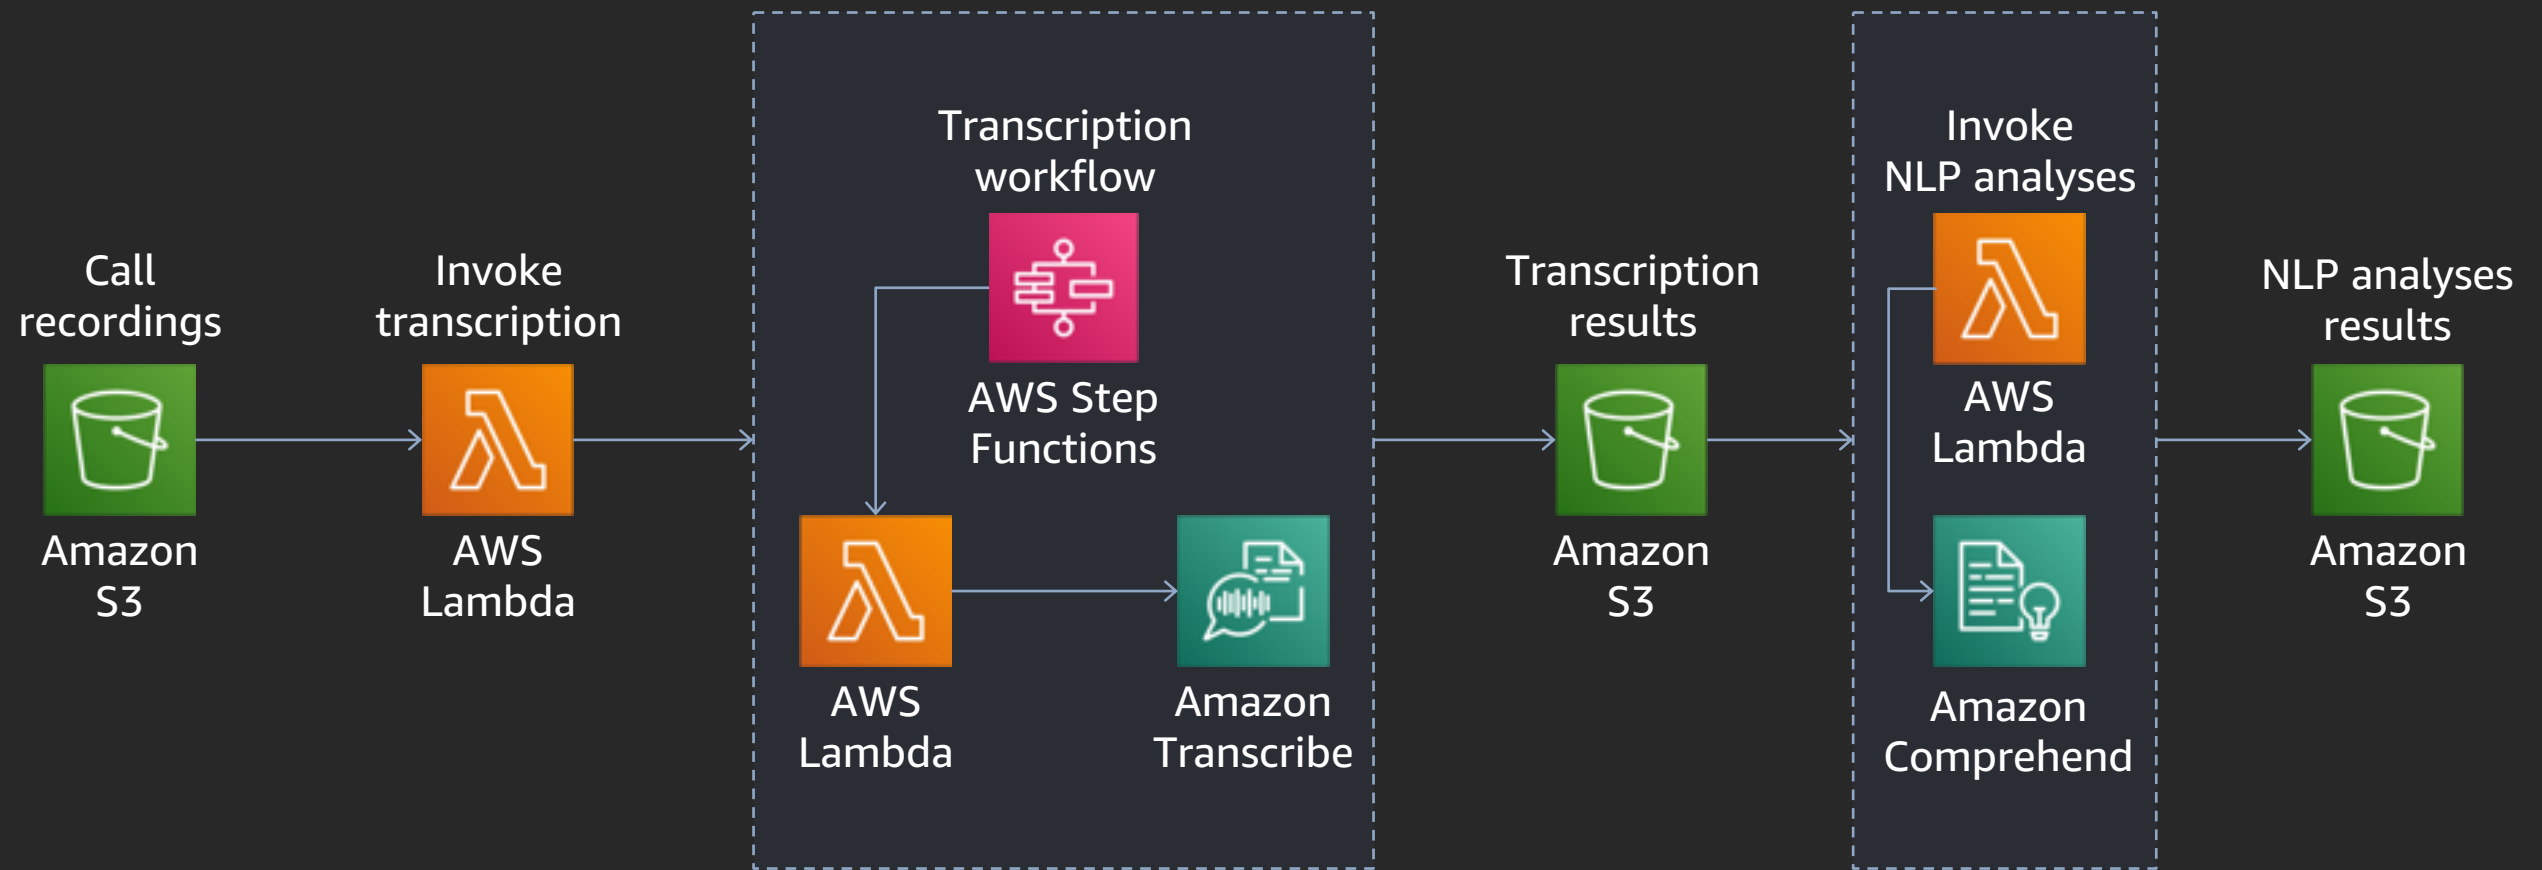 Call
recordings
Amazon
S3
Invoke
transcription
AWS
Lambda
Transcription
workflow
AWS Step
Functions
AWS
Lambda
Amazon
Transcribe
Transcription
results
Amazon
S3
Invoke
NLP analyses
AWS
Lambda
Amazon
Comprehend
NLP analyses
results
Amazon
S3